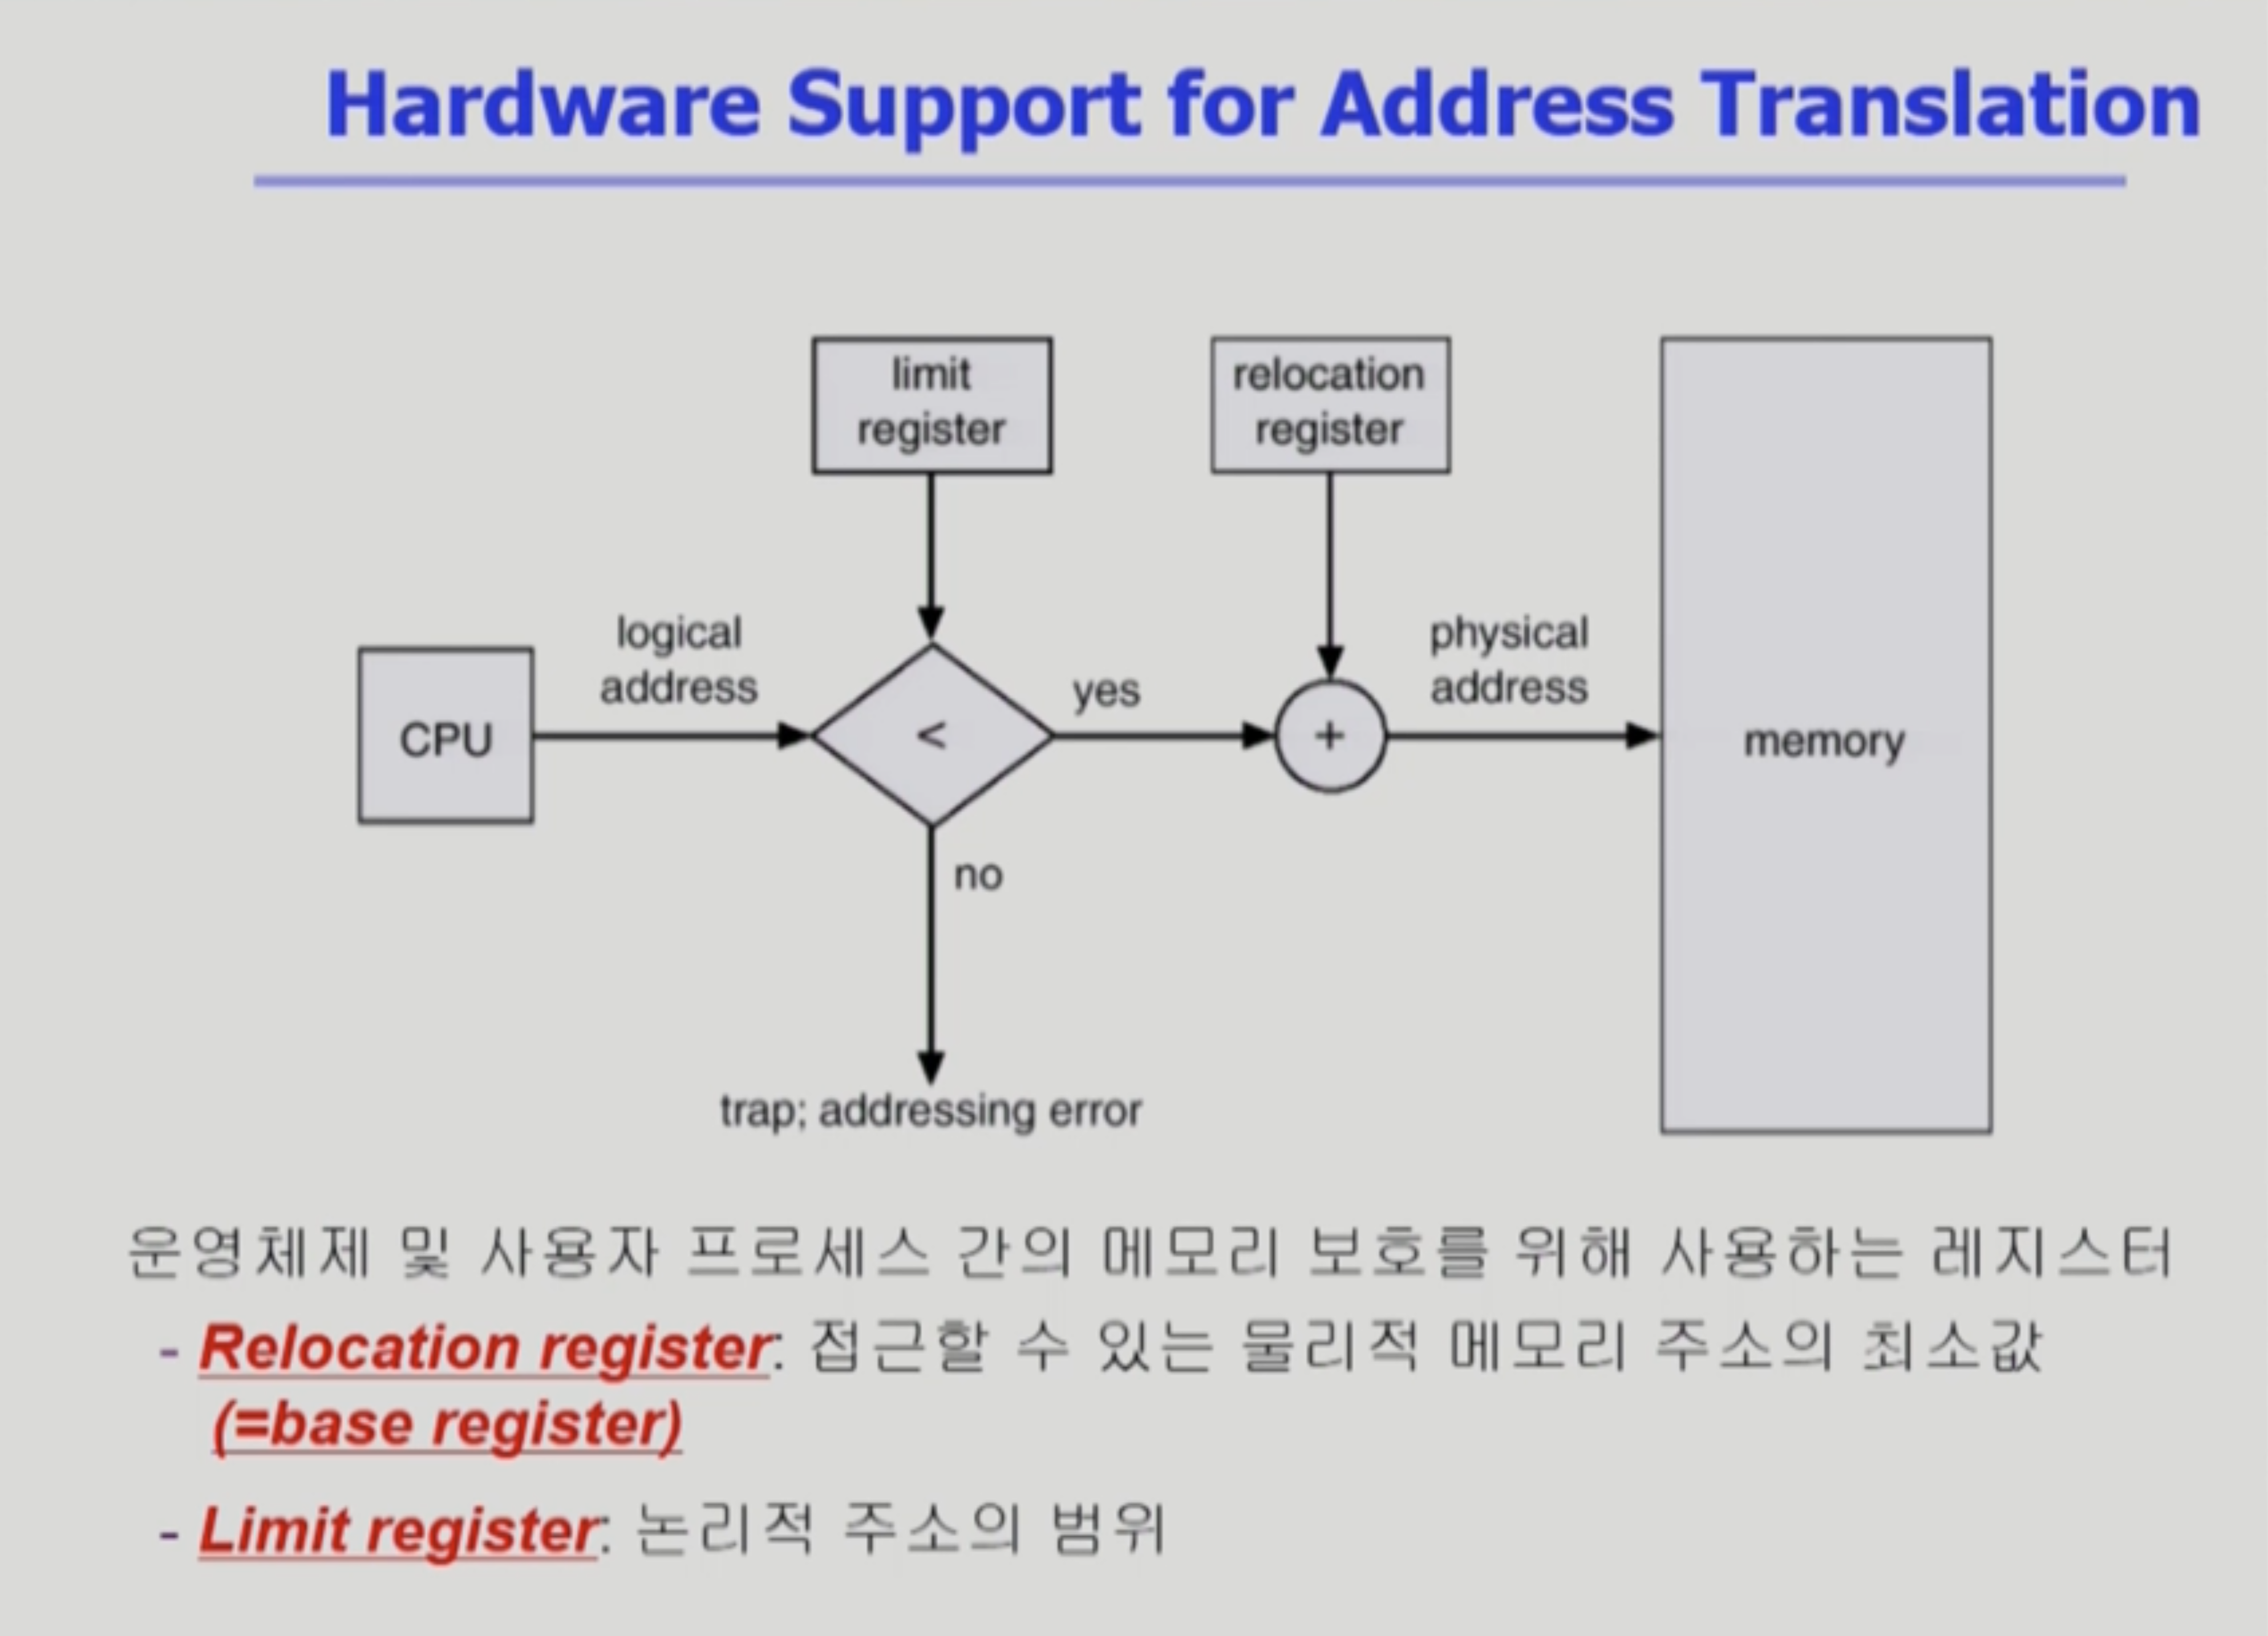 Hardware Support for Address Translation
limit
register
relocation
register
logical
address
physical
address
CPU
<
yes
+
memory
no
trap; addressing error
운영체제 및 사용자 프로세스 간의 메모리 보호를 위해 사용하는 레지스터
- Relocation register: 접근할 수 있는 물리적 메모리 주소의 최소값
(=base register)
- Limit register: 논리적 주소의 범위